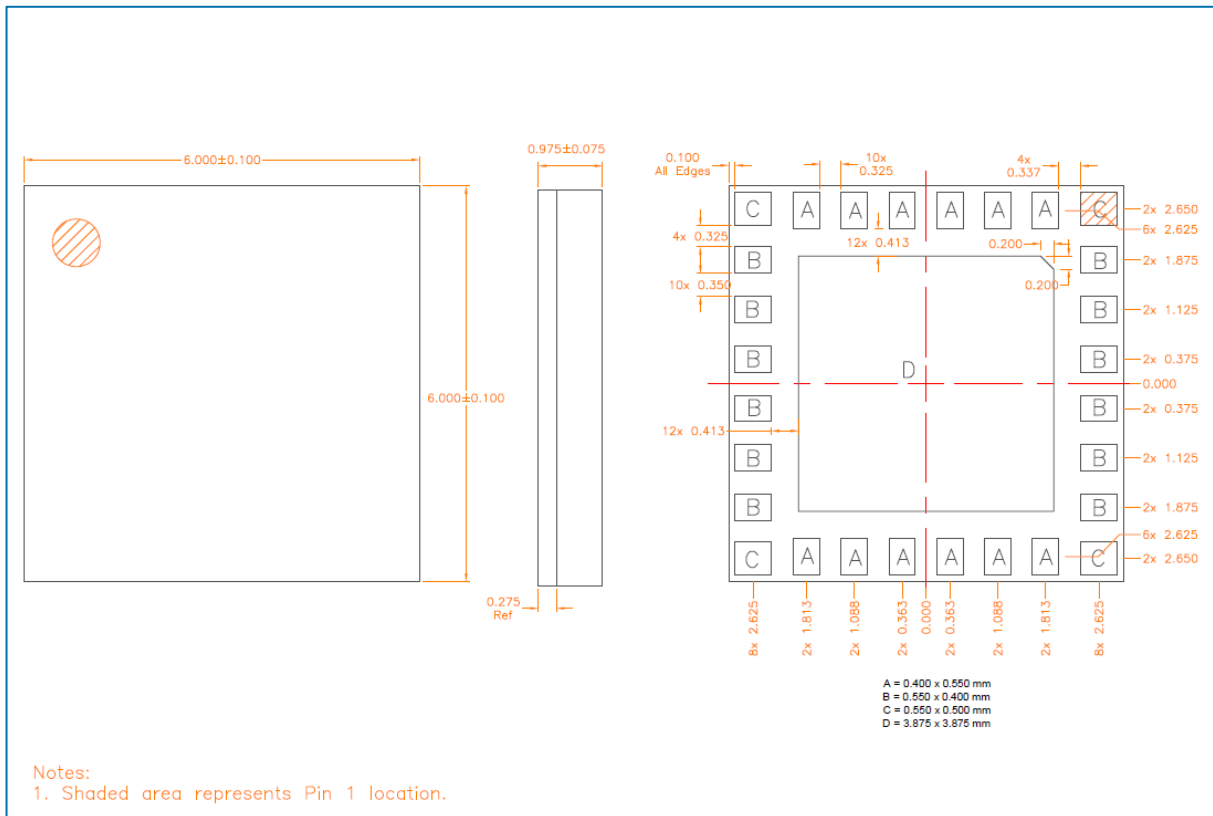 6.000±0.100
6.000±0.100
0.975±0.075
0.275
Ref
0.100
All Edges
10x
0.325
4x
0.337
C A A A A A A C
2x 2.650
6x 2.625
4x 0.325
12x 0.413
0.200
0.200
B B
2x 1.875
10x 0.350
B B
2x 1.125
B B
2x 0.375
D
0.000
B B
2x 0.375
12x 0.413
B B
2x 1.125
B B
2x 1.875
6x 2.625
C A A A A A A C
2x 2.650
8x 2.625
2x 1.813
2x 1.088
2x 0.363
0.000
2x 0.363
2x 1.088
2x 1.813
8x 2.625
A = 0.400 x 0.550 mm
B = 0.550 x 0.400 mm
C = 0.550 x 0.500 mm
D = 3.875 x 3.875 mm
Notes:
1. Shaded area represents Pin 1 location.